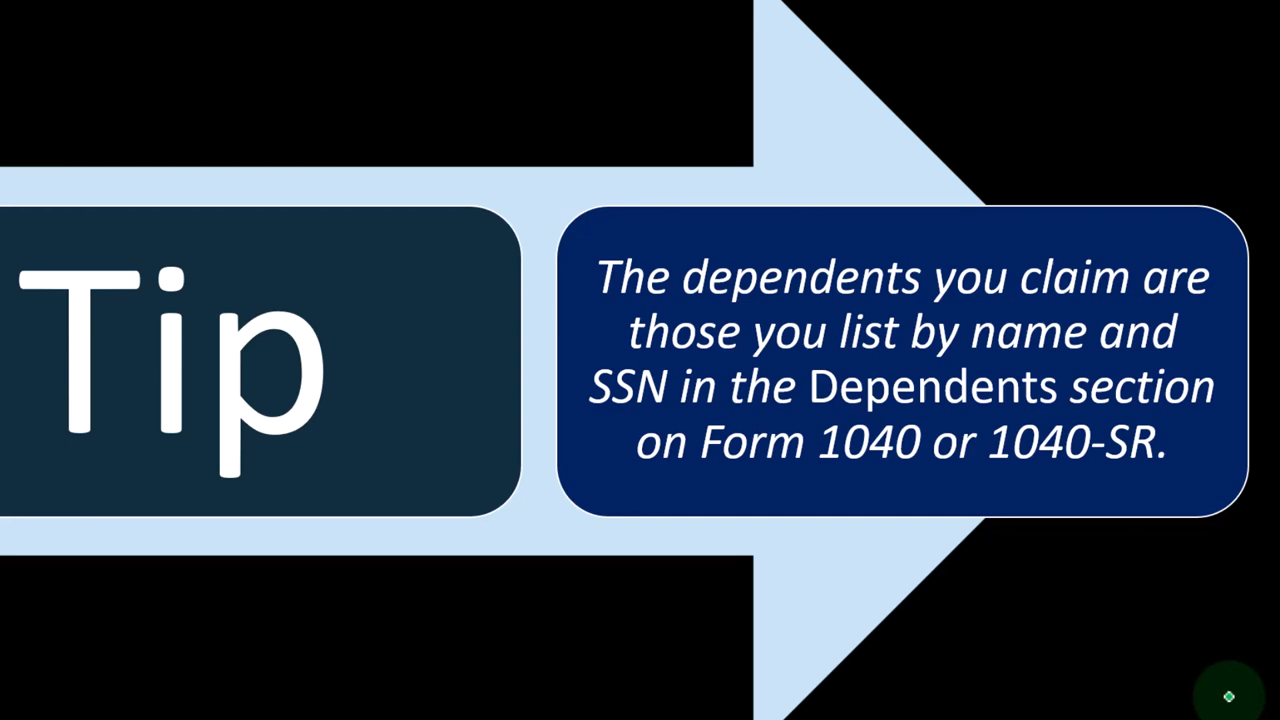 Tip
The dependents you claim are
those you list by name and
SSN in the Dependents section
on Form 1040 or 1040-SR.